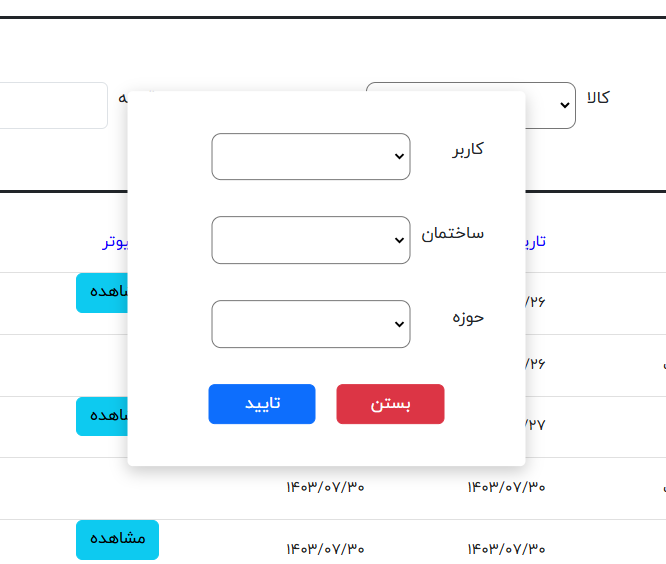 کالا
کاربر
ساختمان
حوزه
بستن تایید
مشاهده
۱۴۰۳/۰۷/۳۰ ۱۴۰۳/۰۷/۳۰
۱۴۰۳/۰۷/۳۰ ۱۴۰۳/۰۷/۳۰ مشاهده